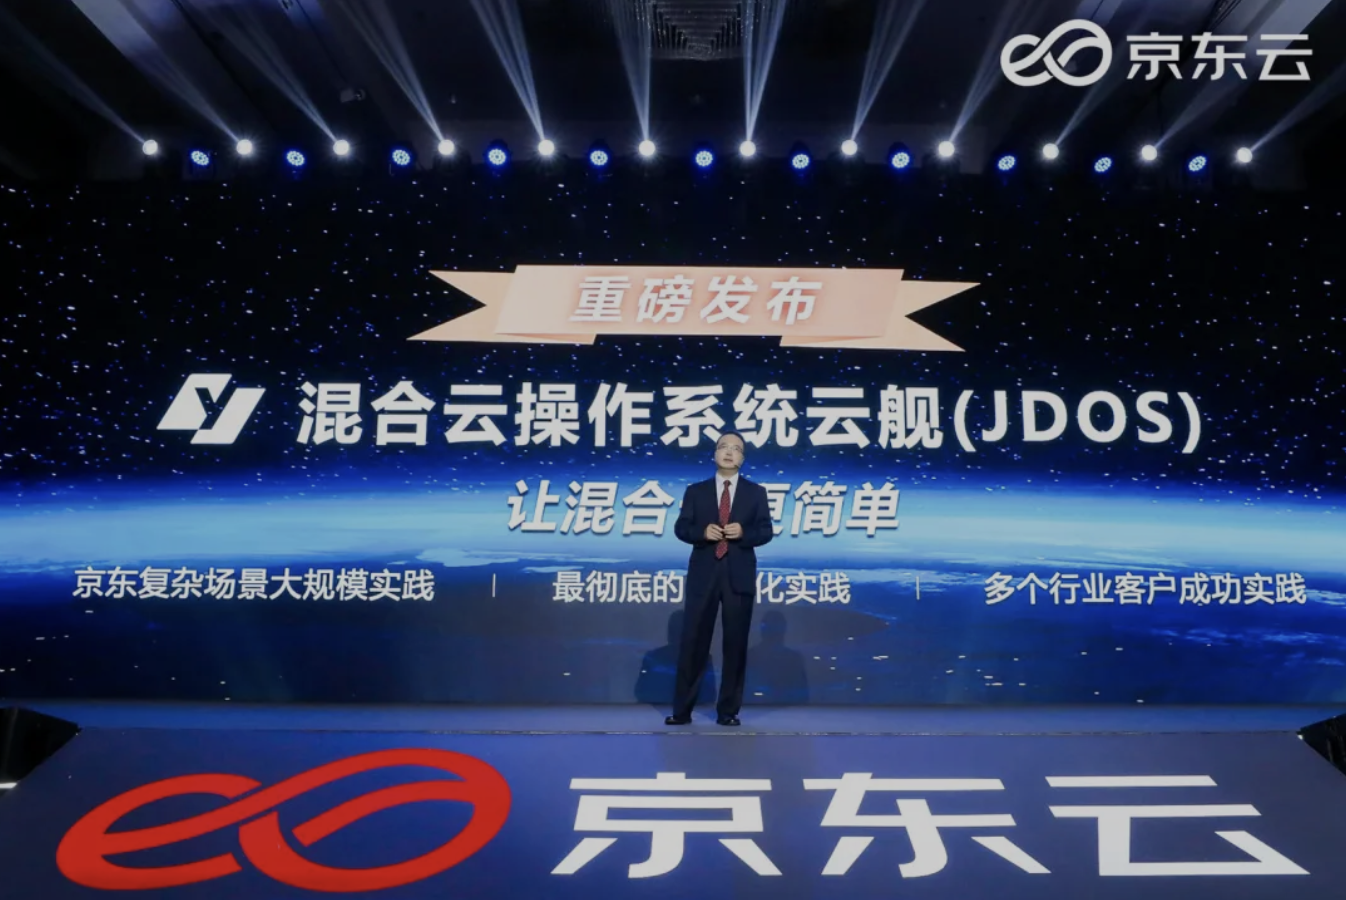 京东云
重磅发布
混合云操作系统云舰(JDOS)
让混合 更简单
京东复杂场景大规模实践 | 最彻底的 化实践 | 多个行业客户成功实践
京东云